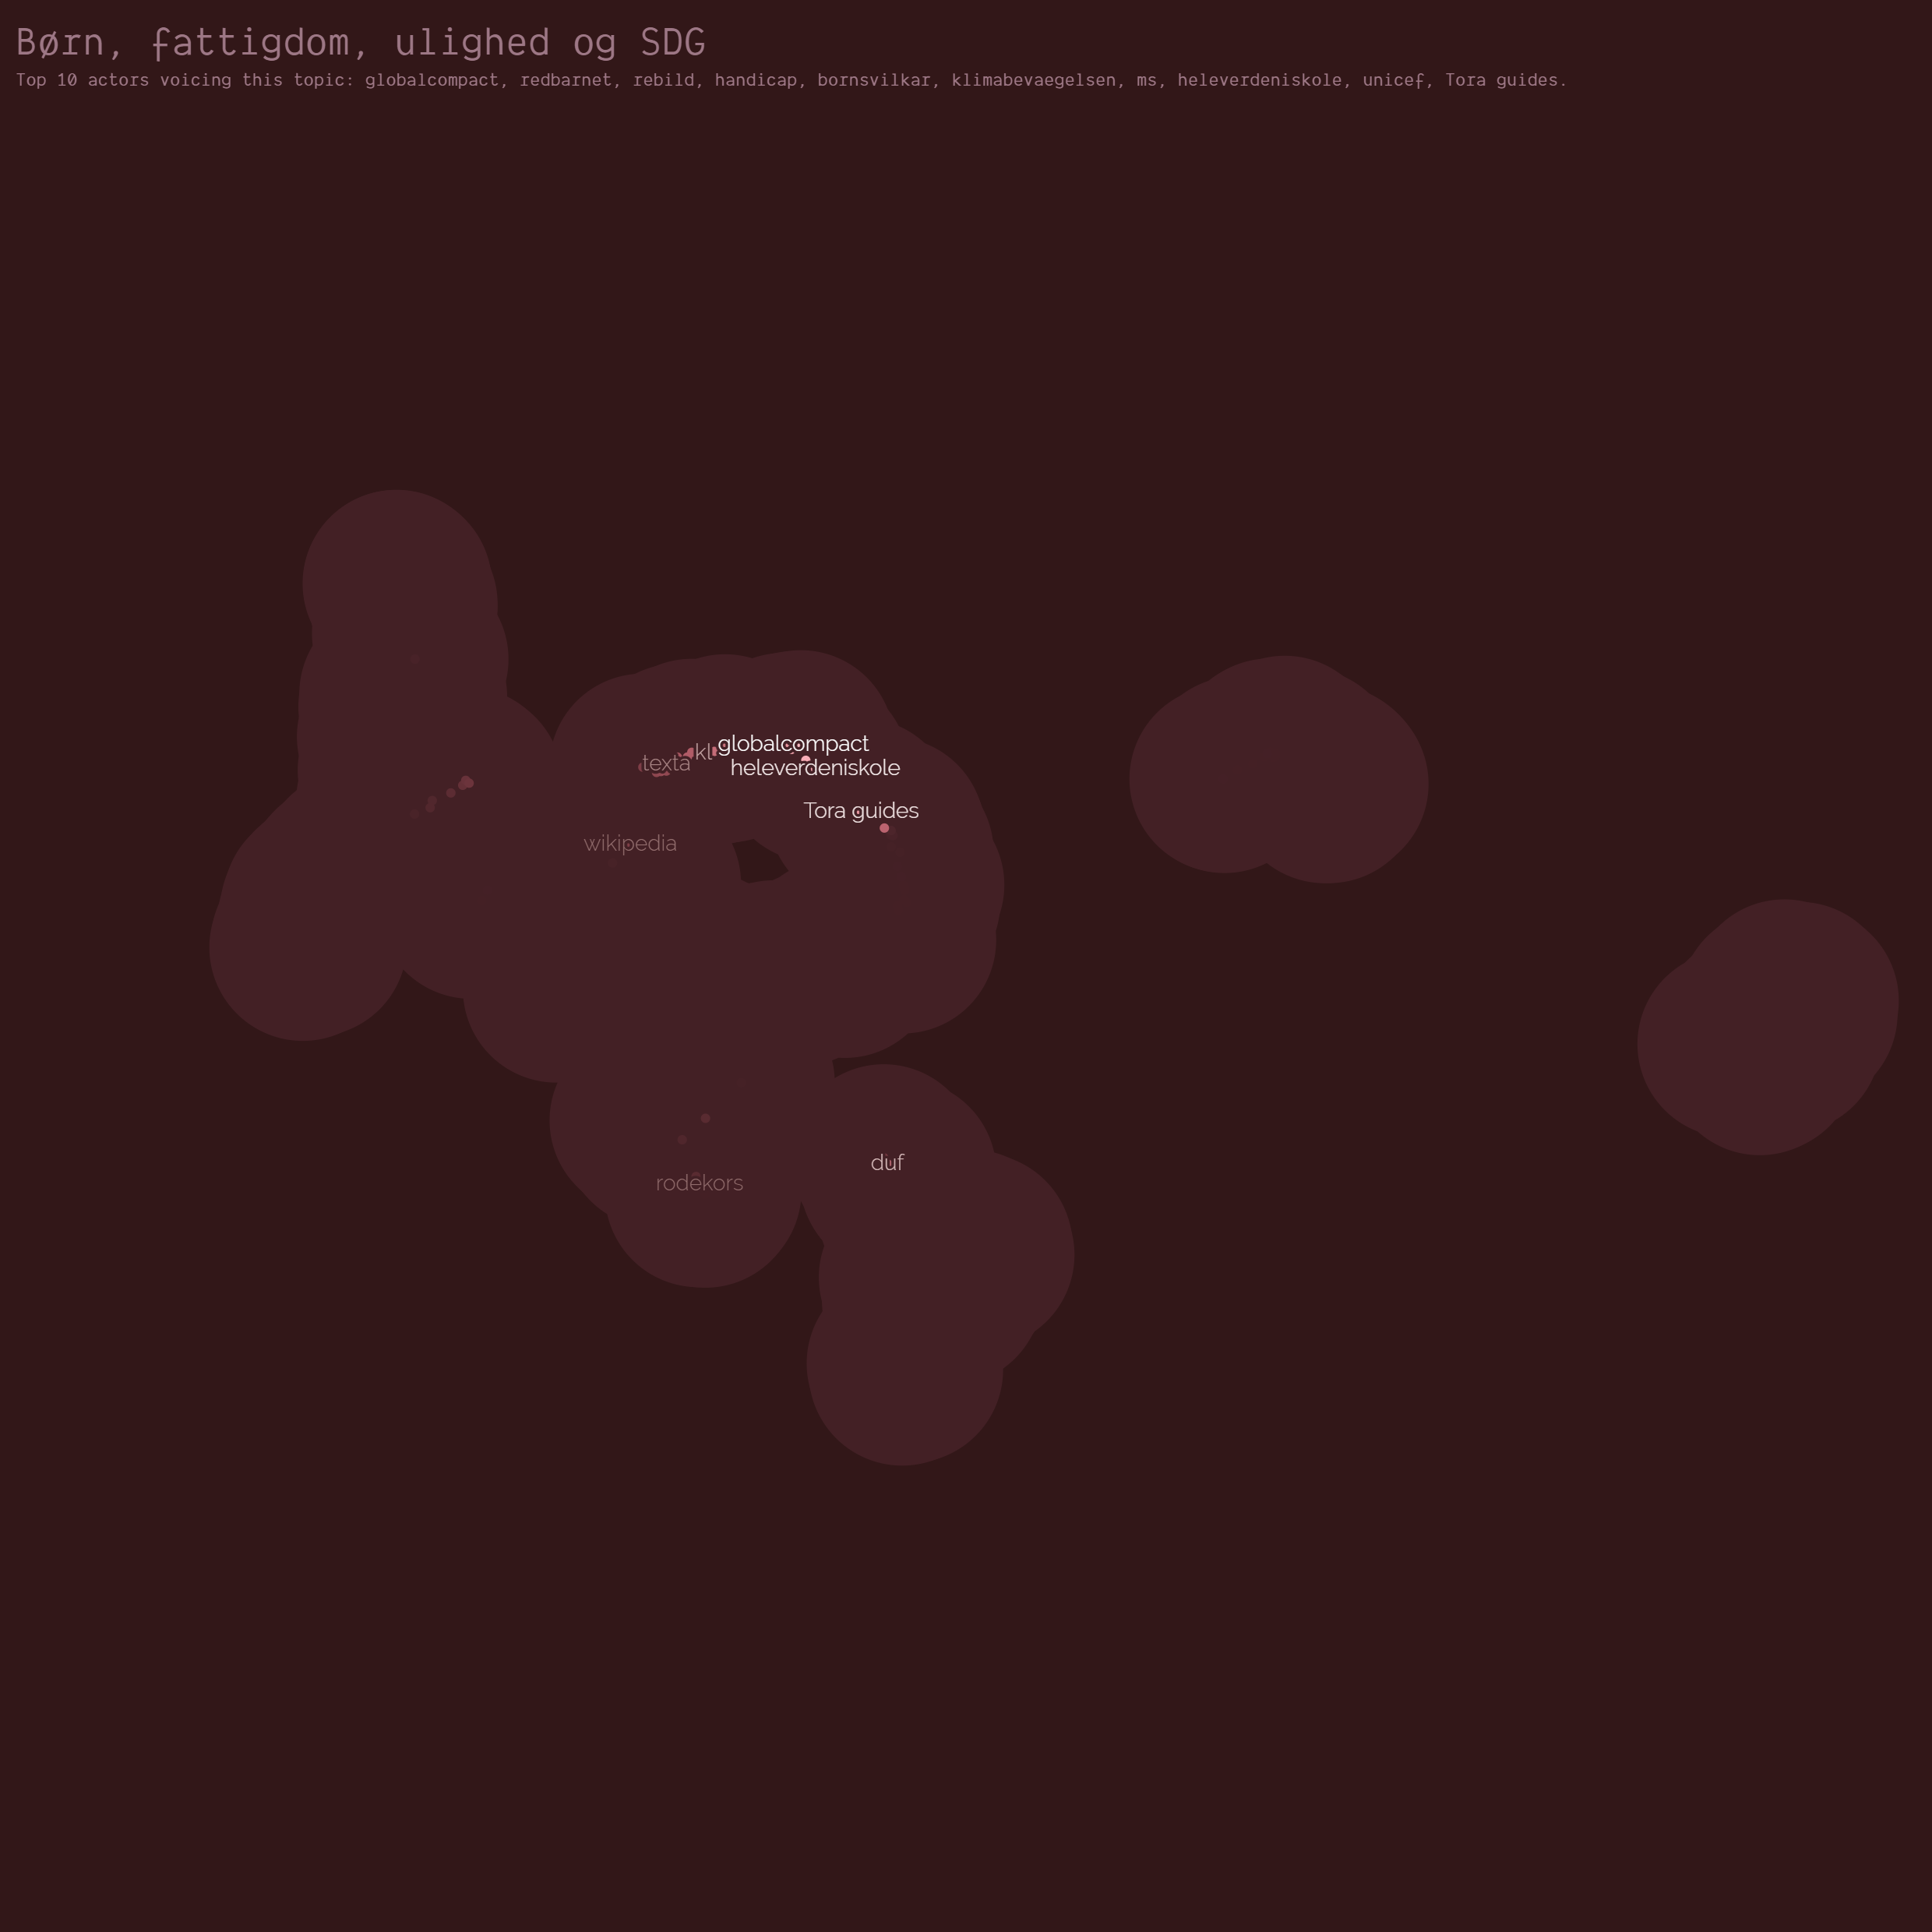 Børn, fattigdom, ulighed og SDG
Top 10 actors voicing this topic: globalcompact, redbarnet, rebild, handicap, bornsvilkar, klimabevaegelsen, ms, heleverdeniskole, unicef, Tora guides.
globalcompact
kl
texta
heleverdeniskole
Tora guides
wikipedia
duf
rodekors